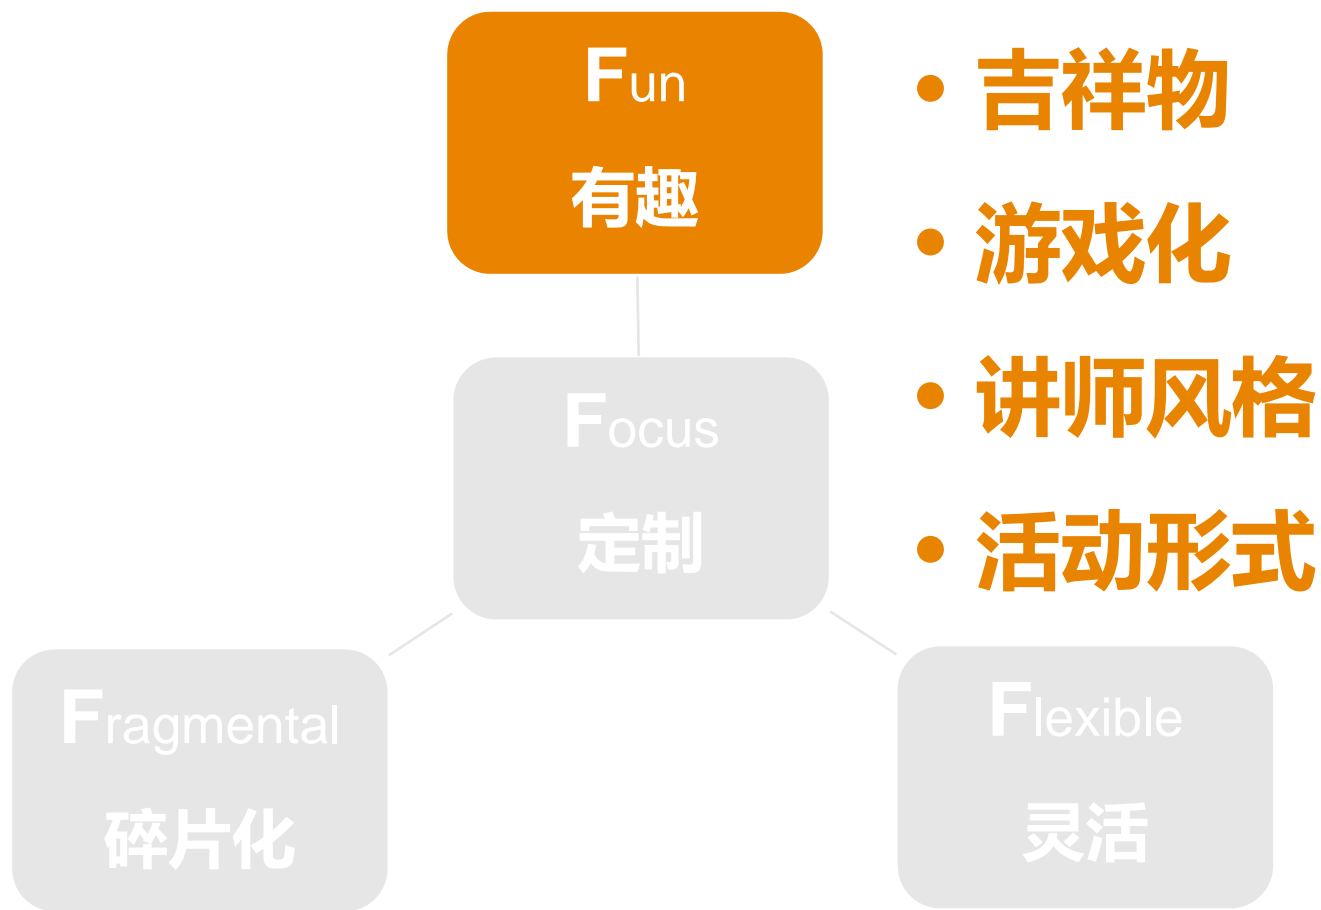 Fun
有趣
• 吉祥物
• 游戏化
• 讲师风格
• 活动形式
Focus
定制
Fragmental
碎片化
Flexible
灵活